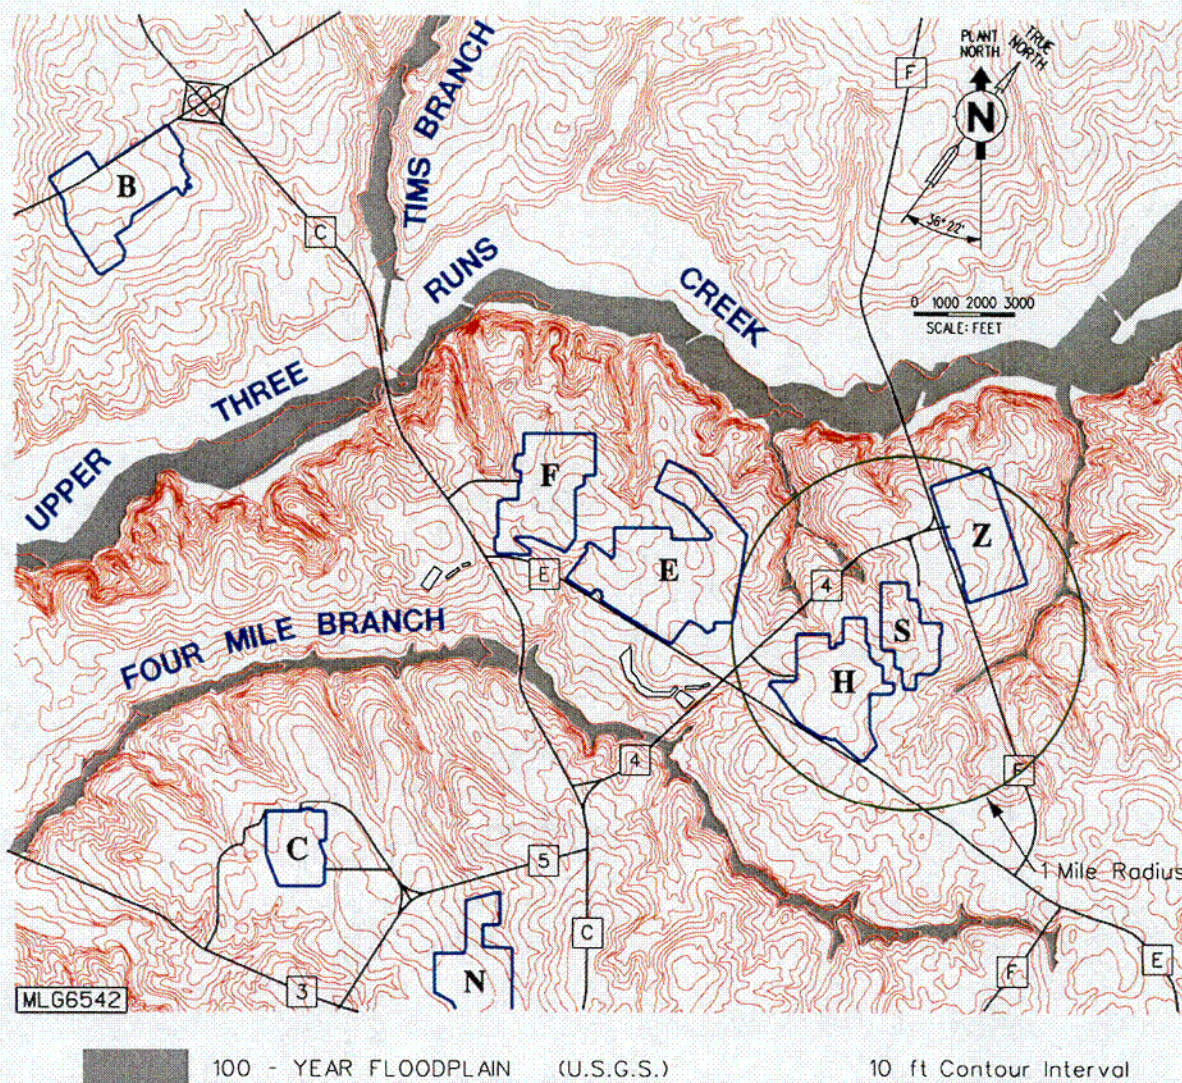 PLANT
NORTH
TRUE
NORTH
N
36° 22'
0 1000 2000 3000
SCALE: FEET
TIMS BRANCH
UPPER THREE RUNS CREEK
FOUR MILE BRANCH
B
C
F
F
E
E
Z
4
S
H
4
F
C
5
C
N
3
F
E
1 Mile Radius
MLG6542
100 - YEAR FLOODPLAIN (U.S.G.S.)
10 ft Contour Interval